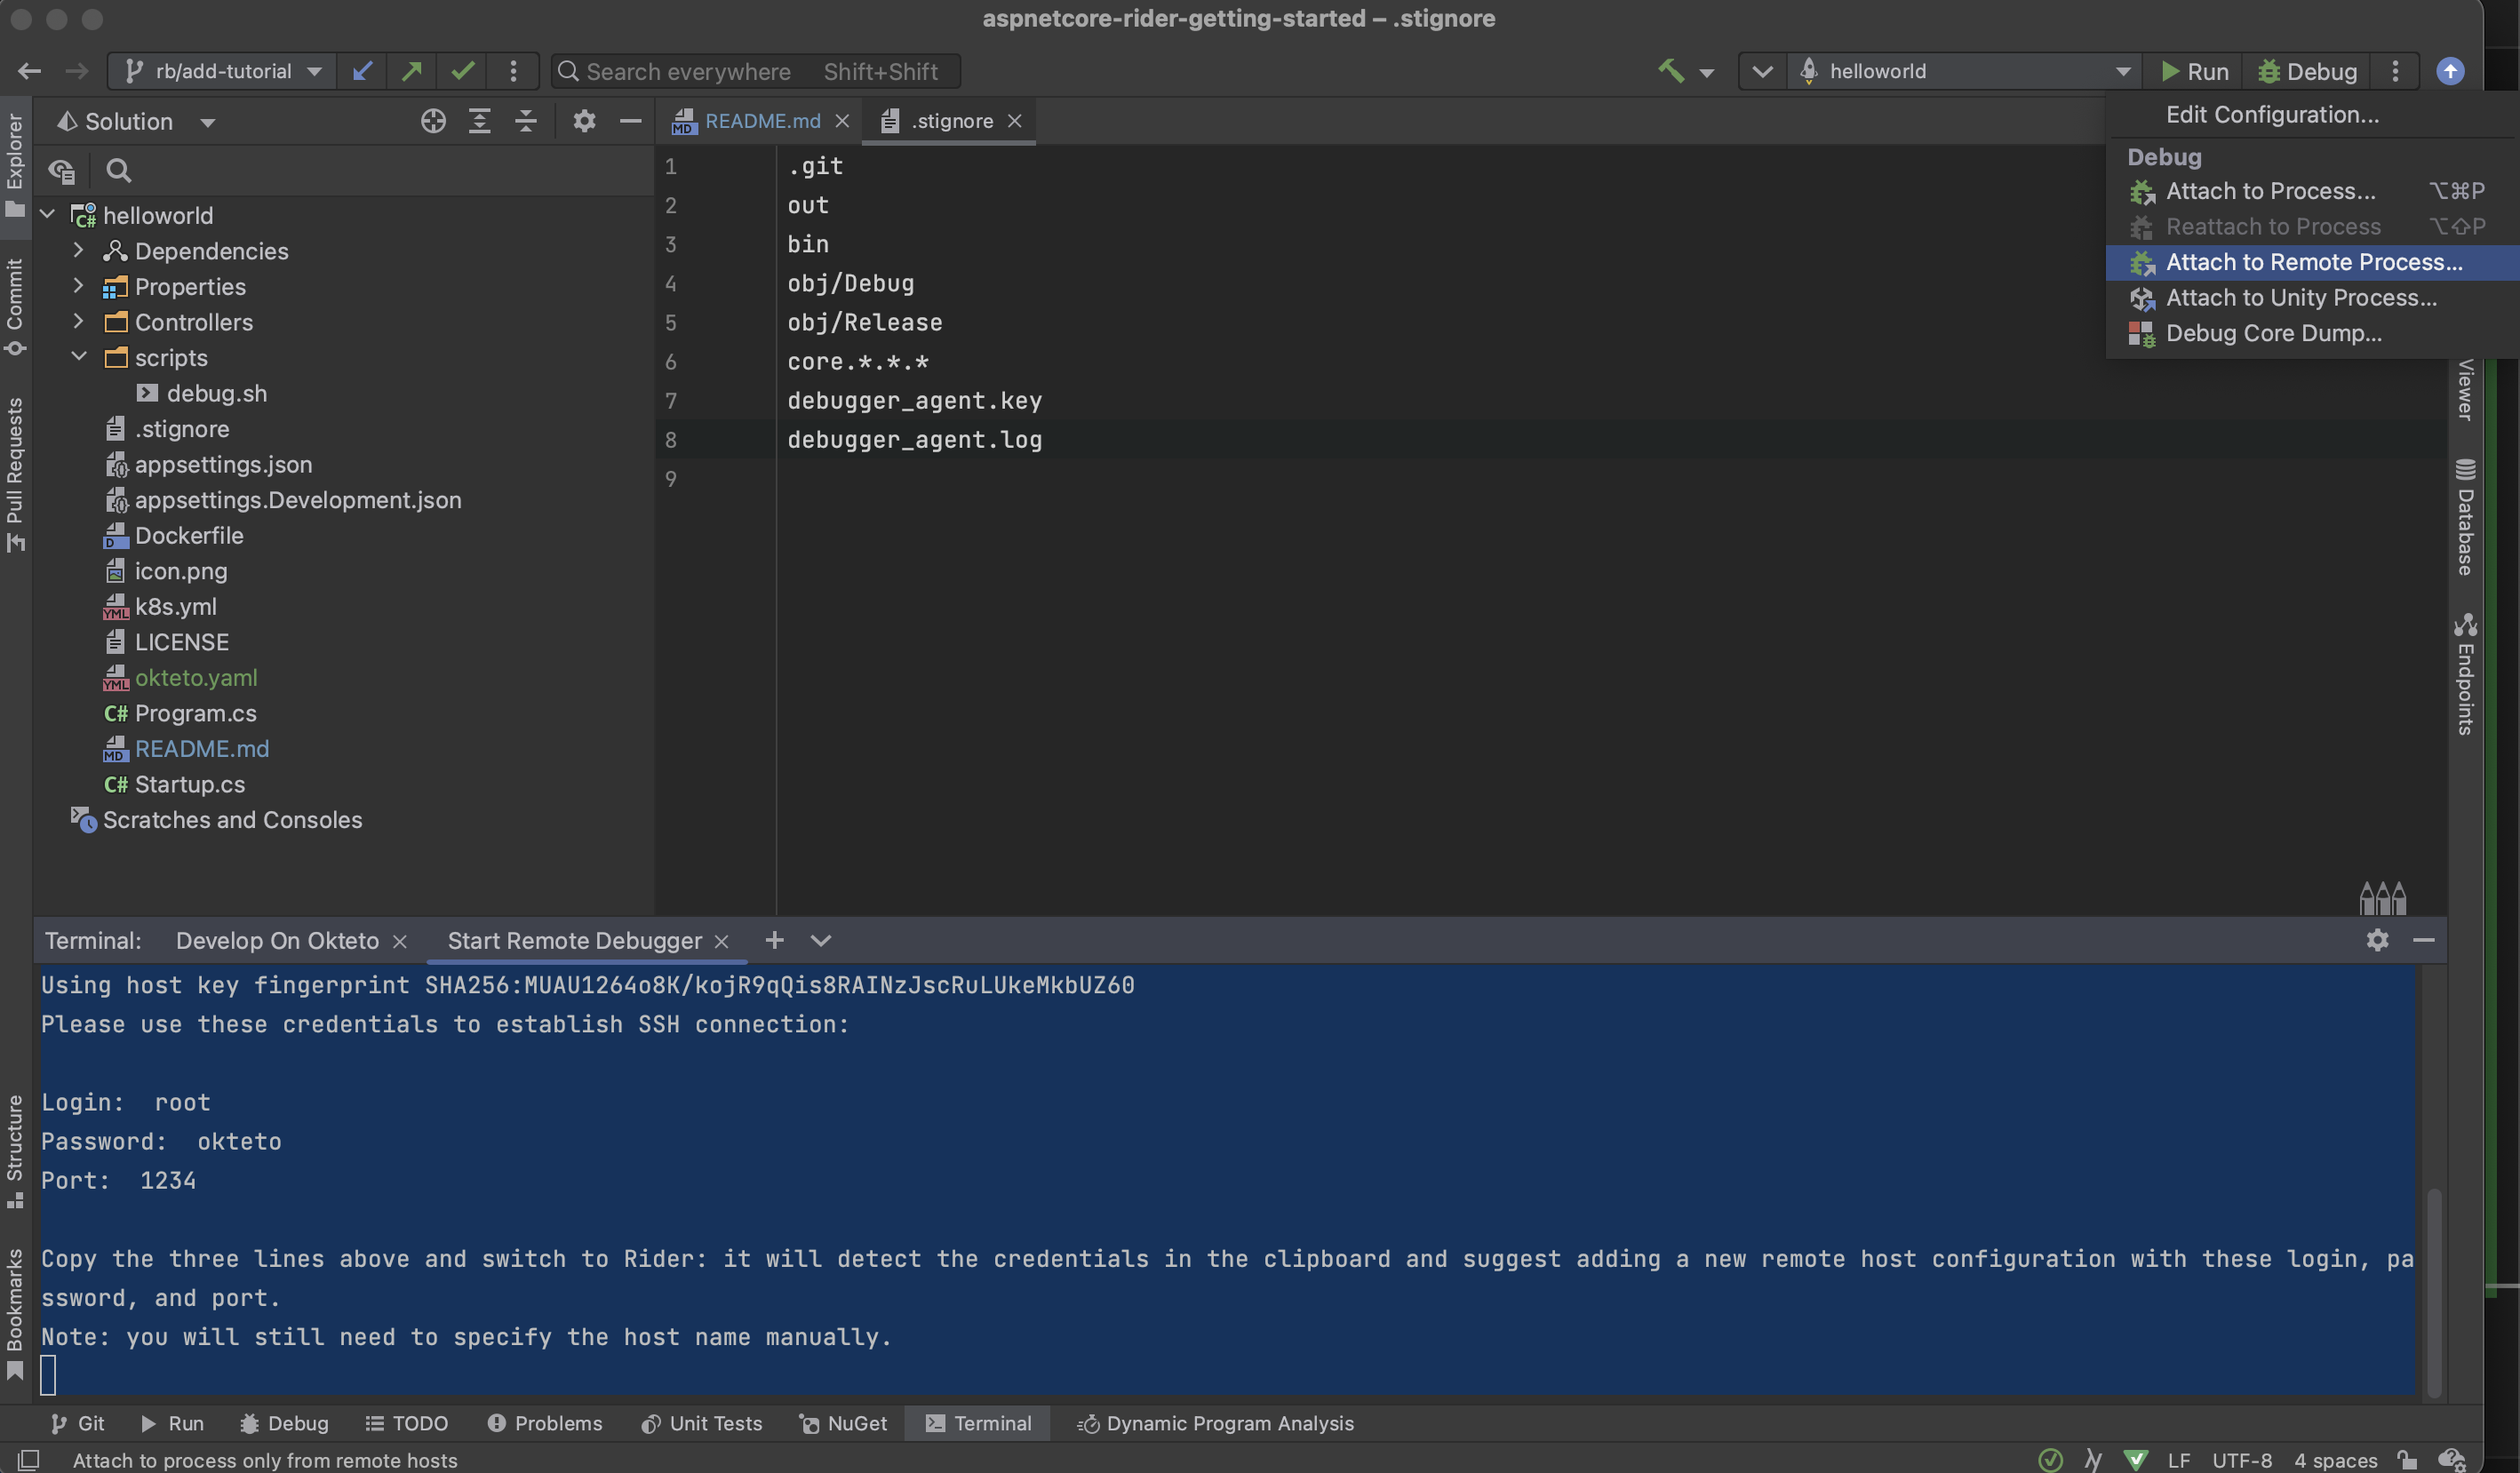 aspnetcore-rider-getting-started – .stignore
rb/add-tutorial
Search everywhere Shift+Shift
helloworld
Run
Debug
Edit Configuration...
Debug
Attach to Process... ⌥⌘P
Reattach to Process ⌥⇧P
Attach to Remote Process...
Attach to Unity Process...
Debug Core Dump...
Explorer
Commit
Pull Requests
Structure
Bookmarks
Solution
helloworld
Dependencies
Properties
Controllers
scripts
debug.sh
.stignore
appsettings.json
appsettings.Development.json
Dockerfile
icon.png
k8s.yml
LICENSE
okteto.yaml
C# Program.cs
README.md
C# Startup.cs
Scratches and Consoles
README.md
.stignore
1 .git
2 out
3 bin
4 obj/Debug
5 obj/Release
6 core.*.*.*
7 debugger_agent.key
8 debugger_agent.log
9
Viewer
Database
Endpoints
Terminal: Develop On Okteto Start Remote Debugger
Using host key fingerprint SHA256:MUAU1264o8K/kojR9qQis8RAINzJscRuLUkeMkbUZ60
Please use these credentials to establish SSH connection:
Login: root
Password: okteto
Port: 1234
Copy the three lines above and switch to Rider: it will detect the credentials in the clipboard and suggest adding a new remote host configuration with these login, pa
ssword, and port.
Note: you will still need to specify the host name manually.
Git Run Debug TODO Problems Unit Tests NuGet Terminal Dynamic Program Analysis
Attach to process only from remote hosts
LF UTF-8 4 spaces